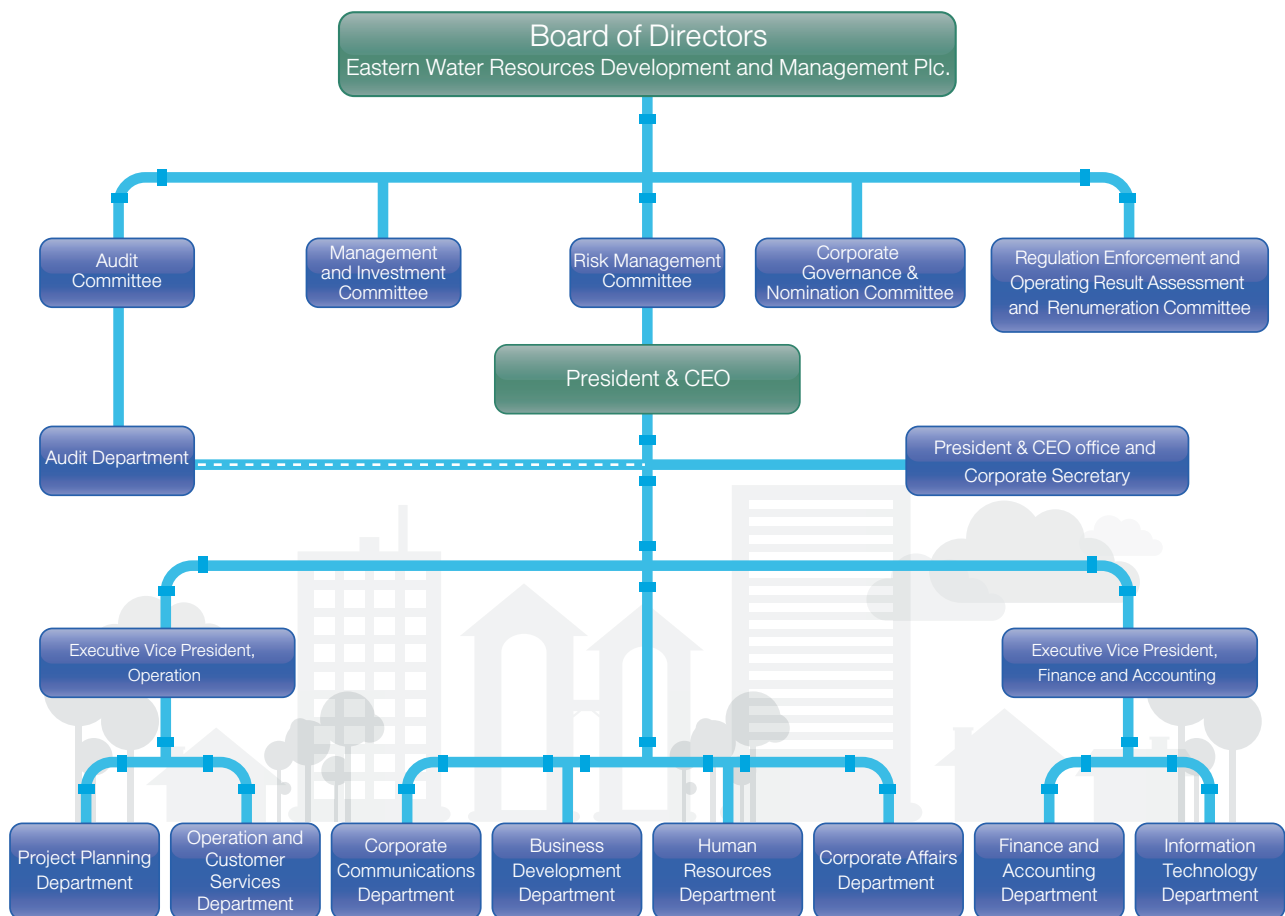 Board of Directors
Eastern Water Resources Development and Management Plc.
Audit
Committee
Management
and Investment
Committee
Risk Management
Committee
Corporate
Governance &
Nomination Committee
Regulation Enforcement and
Operating Result Assessment
and Renumeration Committee
President & CEO
Audit Department
President & CEO office and
Corporate Secretary
Executive Vice President,
Operation
Executive Vice President,
Finance and Accounting
Project Planning
Department
Operation and
Customer
Services
Department
Corporate
Communications
Department
Business
Development
Department
Human
Resources
Department
Corporate Affairs
Department
Finance and
Accounting
Department
Information
Technology
Department